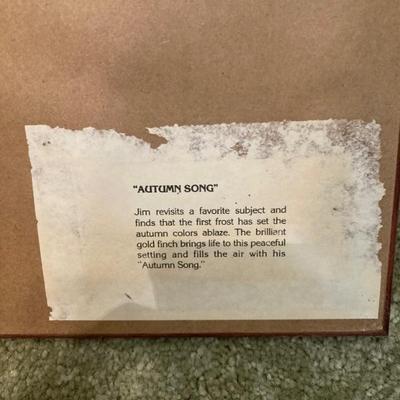 "AUTUMN SONG"
Jim revisits a favorite subject and
finds that the first frost has set the
autumn colors ablaze. The brilliant
gold finch brings life to this peaceful
setting and fills the air with his
"Autumn Song."